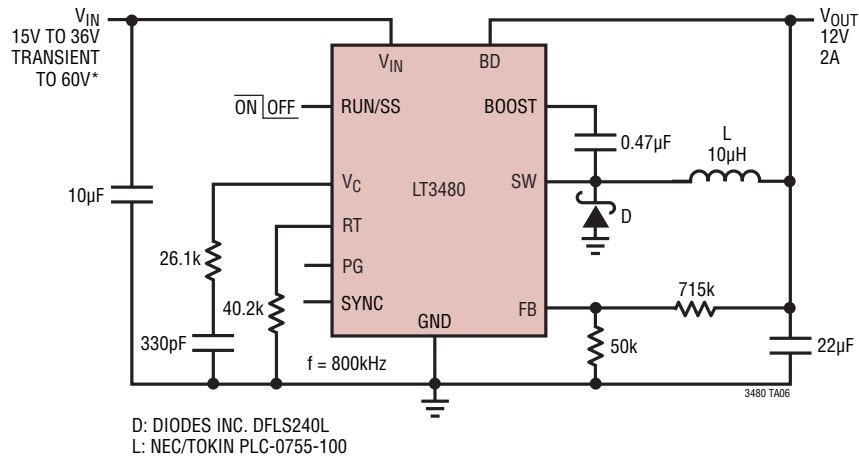 VIN
15V TO 36V
TRANSIENT
TO 60V*
VOUT
12V
2A
VIN
BD
ON OFF
RUN/SS
BOOST
0.47µF
L
10µH
10µF
VC
LT3480
SW
D
RT
26.1k
PG
40.2k
SYNC
FB
715k
GND
330pF
f = 800kHz
50k
22µF
3480 TA06
D: DIODES INC. DFLS240L
L: NEC/TOKIN PLC-0755-100